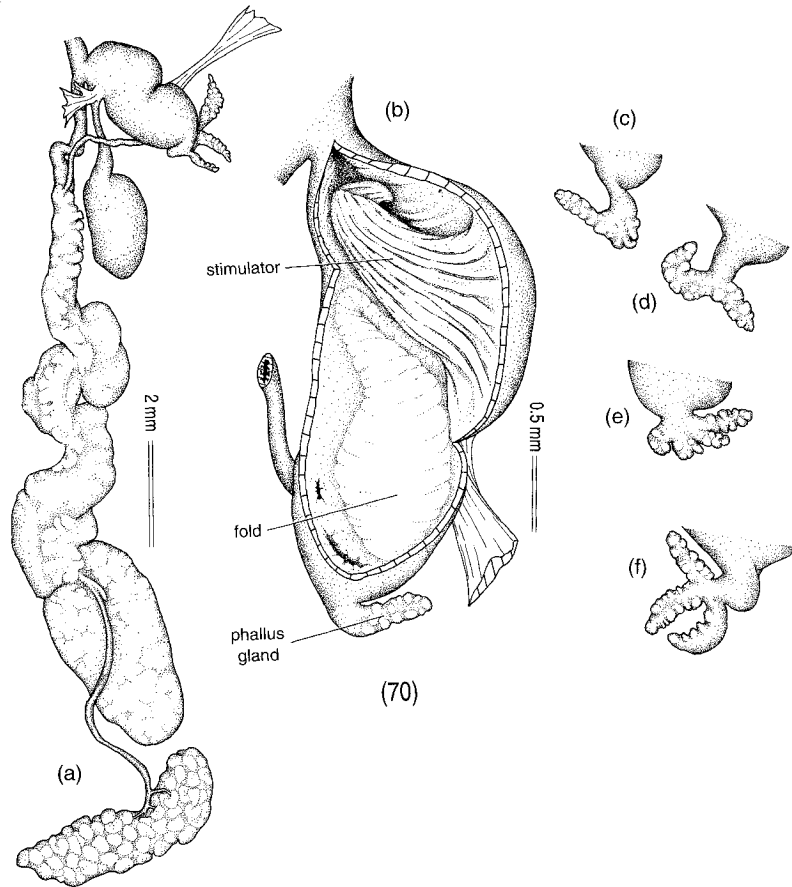 (b)
(c)
stimulator
(d)
2 mm
0.5 mm
(e)
fold
(f)
phallus
gland
(70)
(a)